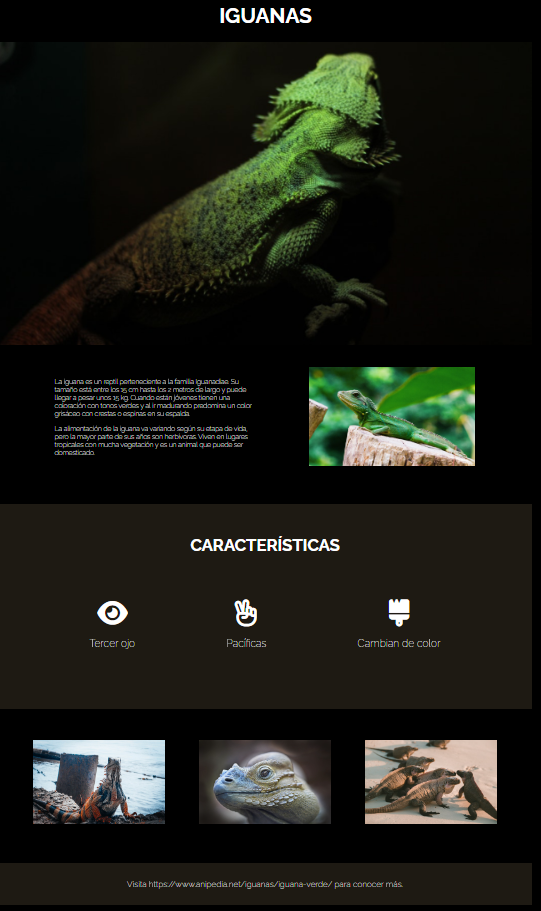 IGUANAS
La iguana es un reptil perteneciente a la familia Iguanadiae. Su
tamaño está entre los 15 cm hasta los 2 metros de largo y puede
llegar a pesar unos 15 kg. Cuando están jóvenes tienen una
coloración con tonos verdes y al ir madurando predomina un color
grisáceo con crestas o espinas en su espalda.
La alimentación de la iguana va variando según su etapa de vida,
pero la mayor parte de sus años son herbívoras. Viven en lugares
tropicales con mucha vegetación y es un animal que puede ser
domesticado.
CARACTERÍSTICAS
Tercer ojo
Pacíficas
Cambian de color
Visita https://www.anipedia.net/iguanas/iguana-verde/ para conocer más.